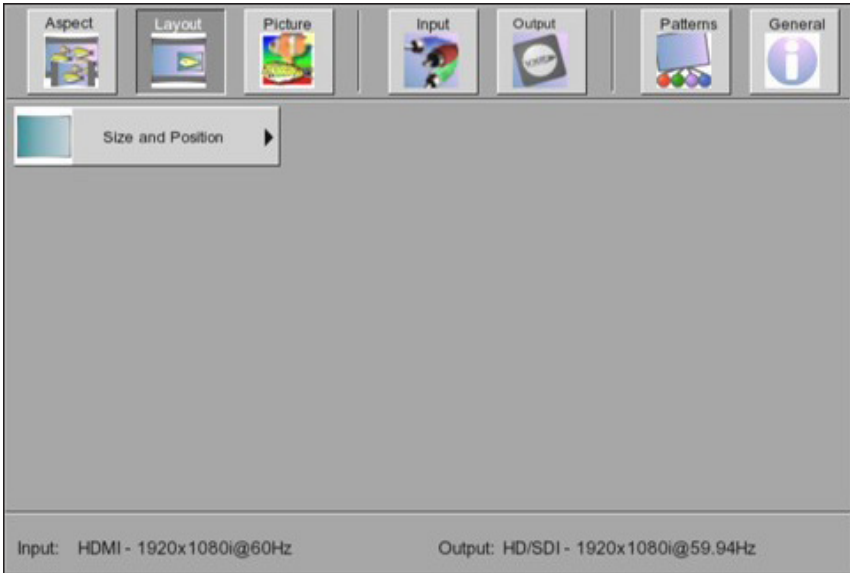 Aspect
Layout
Picture
Input
Output
Patterns
General
Size and Position
Input: HDMI - 1920x1080i@60Hz
Output: HD/SDI - 1920x1080i@59.94Hz